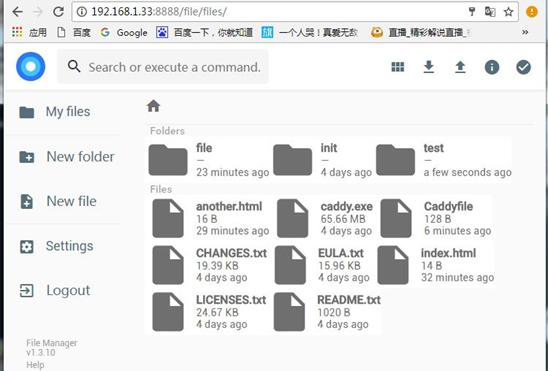 192.168.1.33:8888/file/files/
应用
百度
Google
百度一下，你就知道
一个人哭！真爱无敌
直播_精彩解说直播_
Search or execute a command.
My files
New folder
New file
Settings
Logout
File Manager
v1.3.10
Help
Folders
file
—
23 minutes ago
init
—
4 days ago
test
—
a few seconds ago
Files
another.html
16 B
29 minutes ago
caddy.exe
65.66 MB
4 days ago
Caddyfile
128 B
6 minutes ago
CHANGES.txt
19.39 KB
4 days ago
EULA.txt
15.96 KB
4 days ago
index.html
14 B
32 minutes ago
LICENSES.txt
24.67 KB
4 days ago
README.txt
1020 B
4 days ago